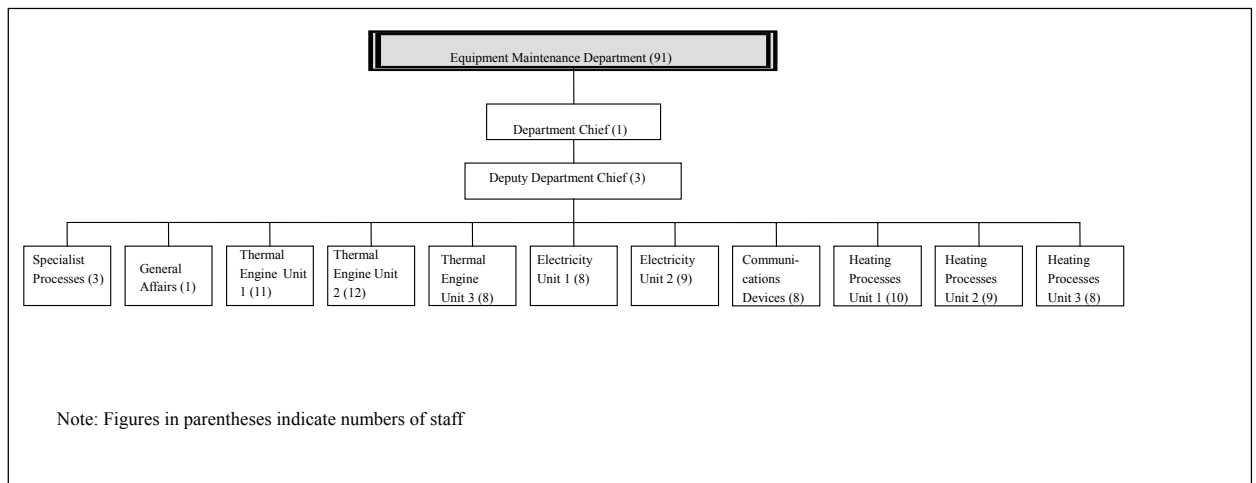 Equipment Maintenance Department (91)
Department Chief (1)
Deputy Department Chief (3)
Specialist
Processes (3)
General
Affairs (1)
Thermal
Engine Unit
1 (11)
Thermal
Engine Unit
2 (12)
Thermal
Engine
Unit 3 (8)
Electricity
Unit 1 (8)
Electricity
Unit 2 (9)
Communi-
cations
Devices (8)
Heating
Processes
Unit 1 (10)
Heating
Processes
Unit 2 (9)
Heating
Processes
Unit 3 (8)
Note: Figures in parentheses indicate numbers of staff